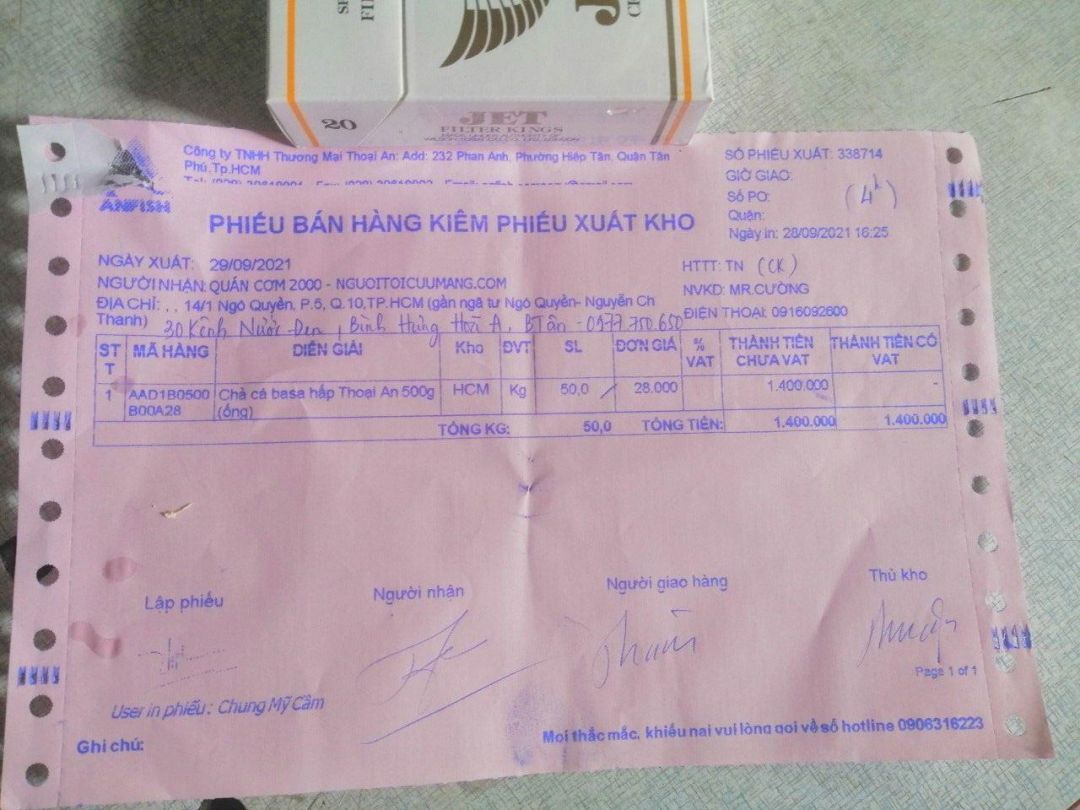 20
JET
FILTER KINGS
ANFISH
Công ty TNHH Thương Mại Thoại An: Add: 232 Phan Anh, Phường Hiệp Tân, Quận Tân
Phú,Tp.HCM
PHIẾU BÁN HÀNG KIÊM PHIẾU XUẤT KHO
SỐ PHIẾU XUẤT: 338714
GIỜ GIAO:
Số PO:
(4h)
Quận:
Ngày in: 28/09/2021 16:25
NGÀY XUẤT: 29/09/2021
HTTT: TN (CK)
NGƯỜI NHẬN: QUÁN CƠM 2000 - NGUOITOICUUMANG.COM
NVKD: MR.CƯỜNG
ĐỊA CHỈ: , , 14/1 Ngô Quyền, P.5, Q.10,TP.HCM (gần ngã tư Ngô Quyền- Nguyễn Ch
ĐIỆN THOẠI: 0916092600
Thanh) 30 Kênh Nước Đen, Bình Hưng Hoà A, BTân - 0977.750.650
STT MÃ HÀNG DIỄN GIẢI Kho ĐVT SL ĐƠN GIÁ % VAT THÀNH TIỀN CHƯA VAT THÀNH TIỀN CÓ VAT
1 AAD1B0500 Chả cá basa hấp Thoại An 500g HCM Kg 50,0 28.000 1.400.000 -
B00A28 (ống)
TỔNG KG: 50,0 TỔNG TIỀN: 1.400.000 1.400.000
Lập phiếu Người nhận Người giao hàng Thủ kho
Page 1 of 1
User in phiếu : Chung Mỹ Cầm
Ghi chú:
Mọi thắc mắc, khiếu nại vui lòng gọi về số hotline 0906316223